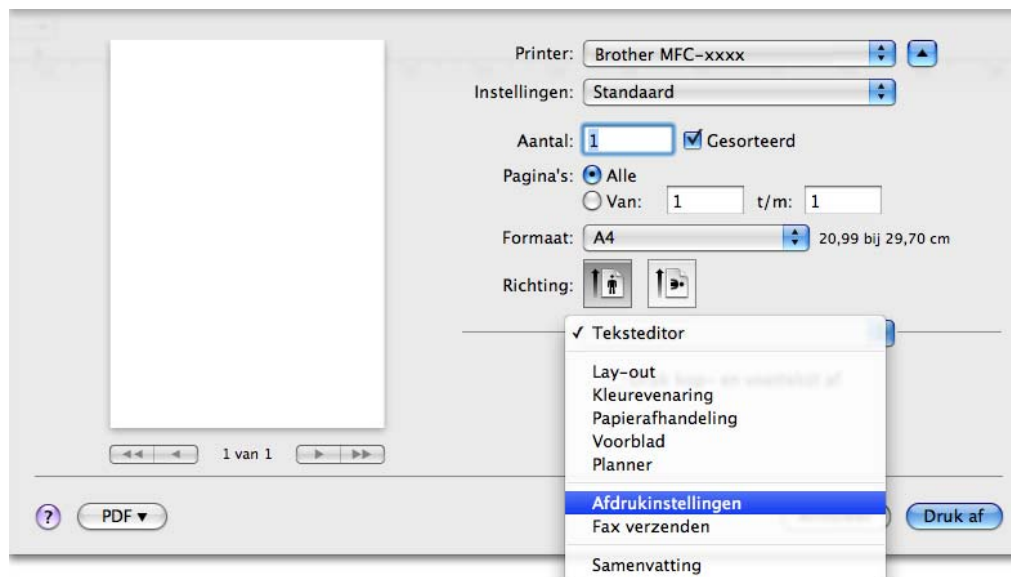 Printer: Brother MFC-xxxx
Instellingen: Standaard
Aantal: 1 Gesorteerd
Pagina's: Alle
Van: 1 t/m: 1
Formaat: A4 20,99 bij 29,70 cm
Richting:
✓ Teksteditor
Lay-out
Kleurevenaring
Papierafhandeling
Voorblad
Planner
1 van 1
Afdrukinstellingen
Fax verzenden
Samenvatting
? PDF ▾ Druk af